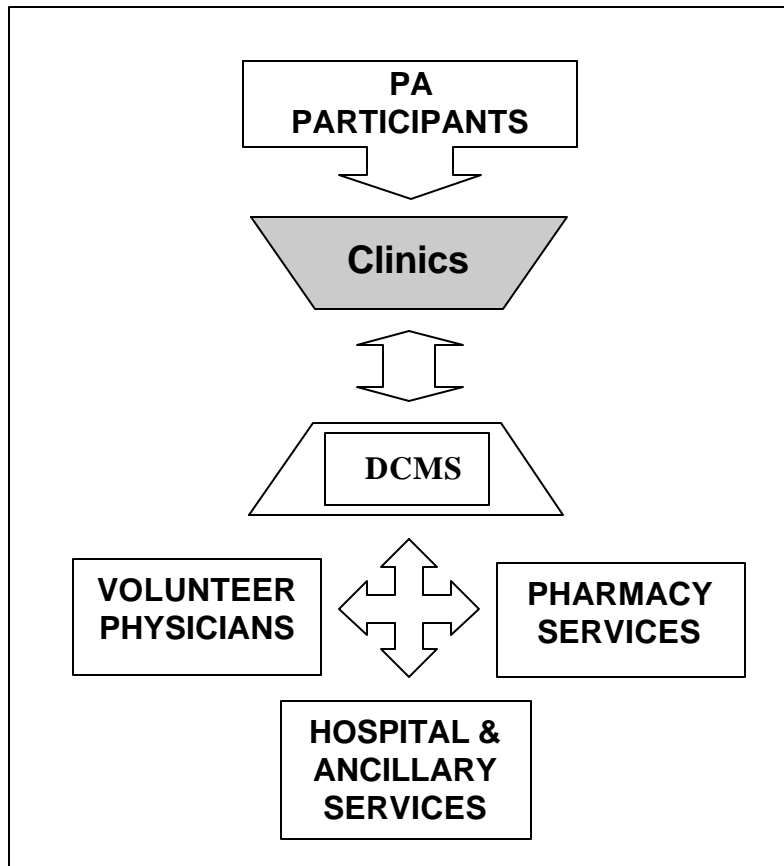 PA
PARTICIPANTS
Clinics
DCMS
VOLUNTEER
PHYSICIANS
PHARMACY
SERVICES
HOSPITAL &
ANCILLARY
SERVICES